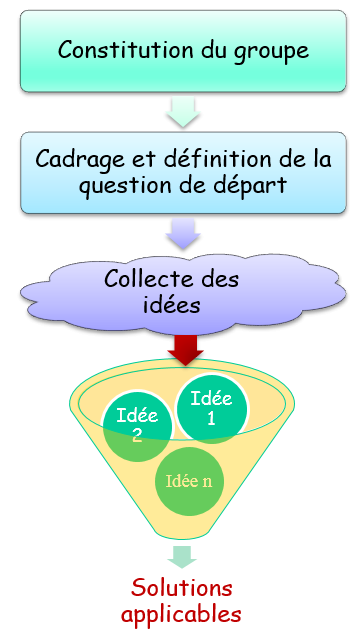 Constitution du groupe
Cadrage et définition de la
question de départ
Collecte des
idées
Idée
1
Idée
2
Idée n
Solutions
applicables